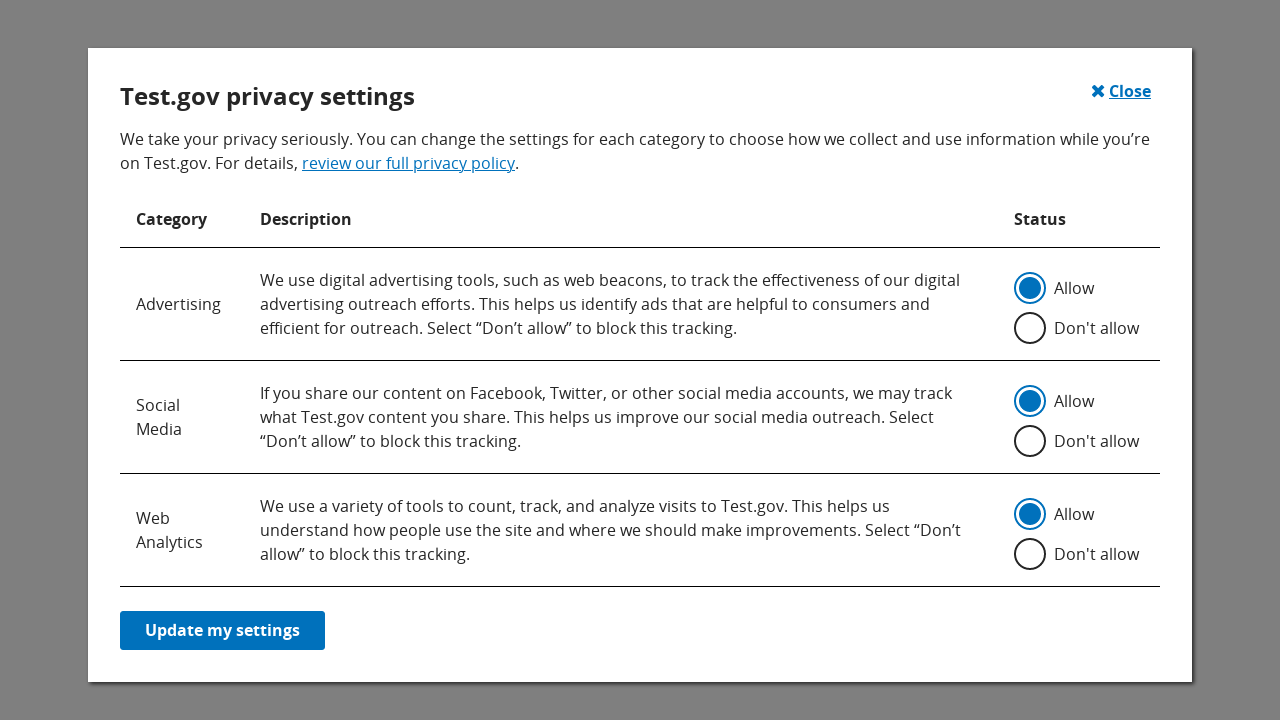 Test.gov privacy settings
✖ Close
We take your privacy seriously. You can change the settings for each category to choose how we collect and use information while you’re
on Test.gov. For details, review our full privacy policy.
Category Description Status
Advertising
We use digital advertising tools, such as web beacons, to track the effectiveness of our digital
advertising outreach efforts. This helps us identify ads that are helpful to consumers and
efficient for outreach. Select “Don’t allow” to block this tracking.
Allow
Don't allow
Social
Media
If you share our content on Facebook, Twitter, or other social media accounts, we may track
what Test.gov content you share. This helps us improve our social media outreach. Select
“Don’t allow” to block this tracking.
Allow
Don't allow
Web
Analytics
We use a variety of tools to count, track, and analyze visits to Test.gov. This helps us
understand how people use the site and where we should make improvements. Select “Don’t
allow” to block this tracking.
Allow
Don't allow
Update my settings